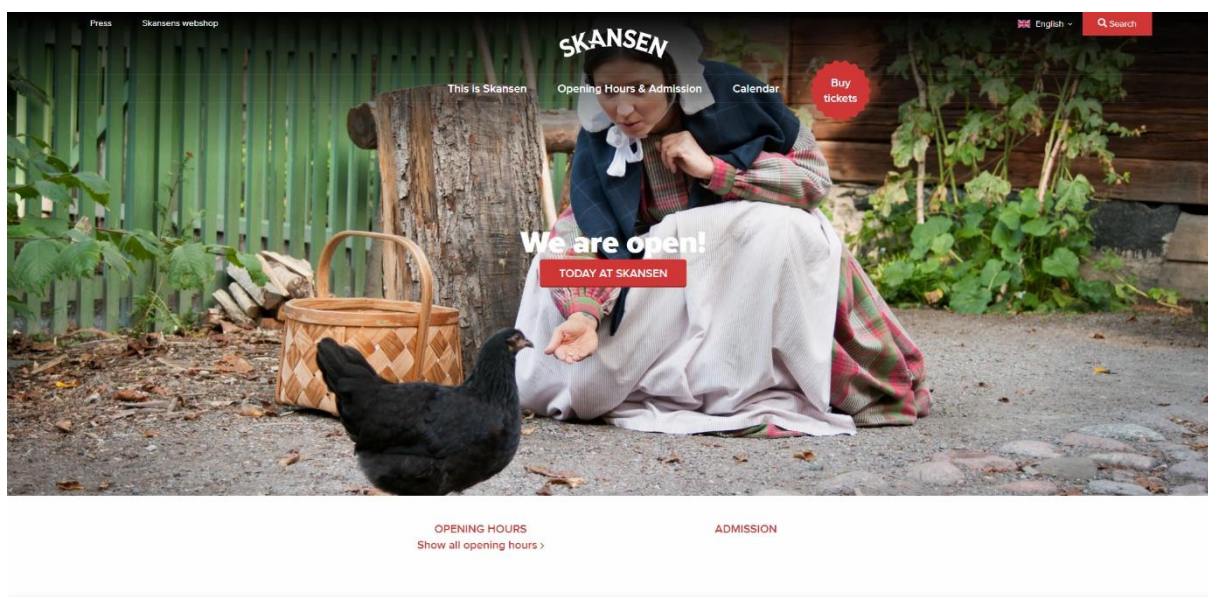 Press
Skansens webshop
English
Search
SKANSEN
This is Skansen
Opening Hours & Admission
Calendar
Buy
tickets
We are open!
TODAY AT SKANSEN
OPENING HOURS
Show all opening hours >
ADMISSION